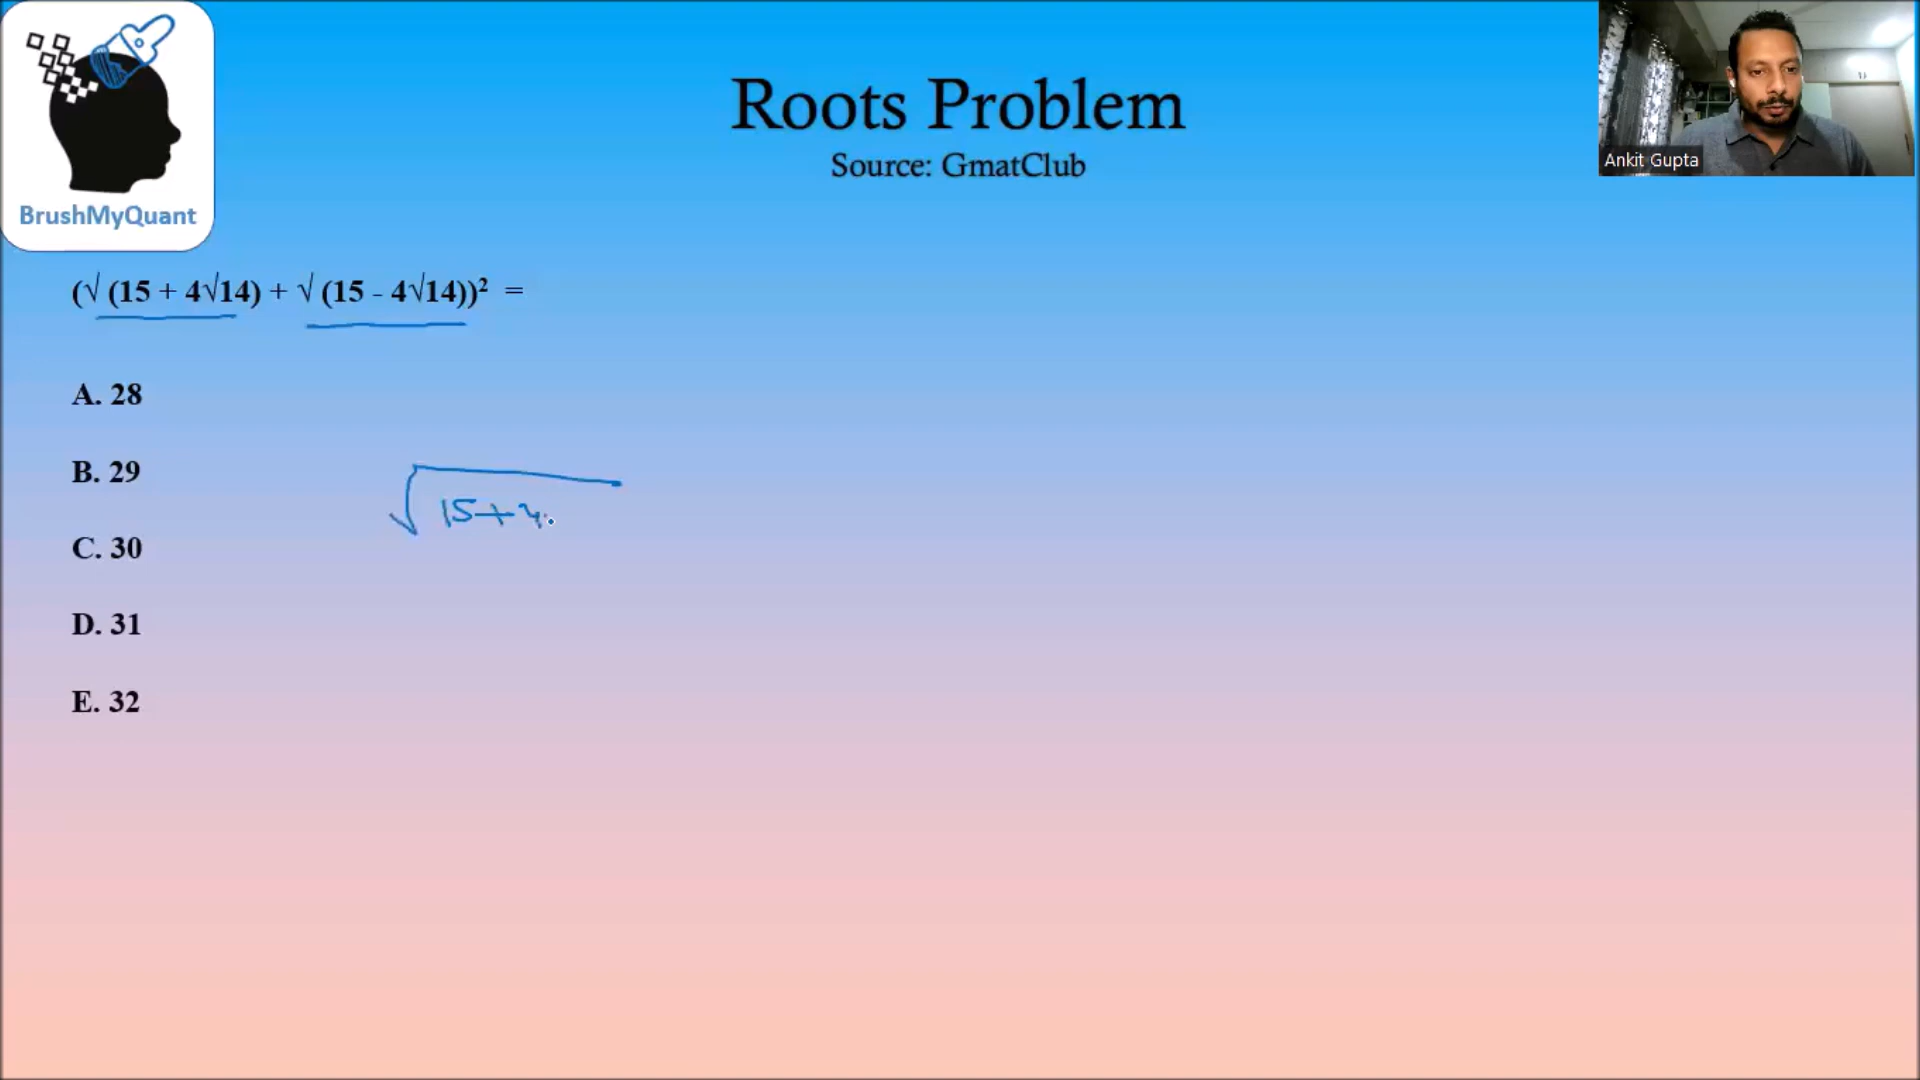 BrushMyQuant
Roots Problem
Source: GmatClub
Ankit Gupta
(√ (15 + 4√14) + √ (15 - 4√14))² =
A. 28
B. 29
C. 30
D. 31
E. 32
√15+4